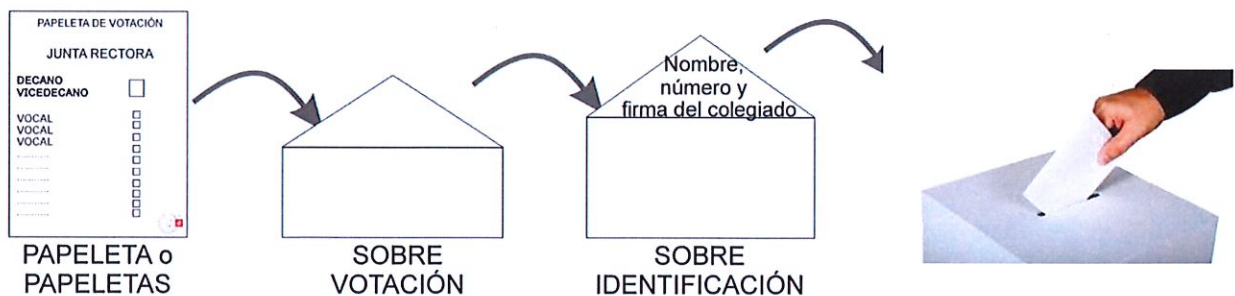 PAPELETA DE VOTACIÓN
JUNTA RECTORA
DECANO
VICEDECANO
VOCAL
VOCAL
VOCAL
PAPELETA o
PAPELETAS
SOBRE
VOTACIÓN
Nombre,
número y
firma del colegiado
SOBRE
IDENTIFICACIÓN